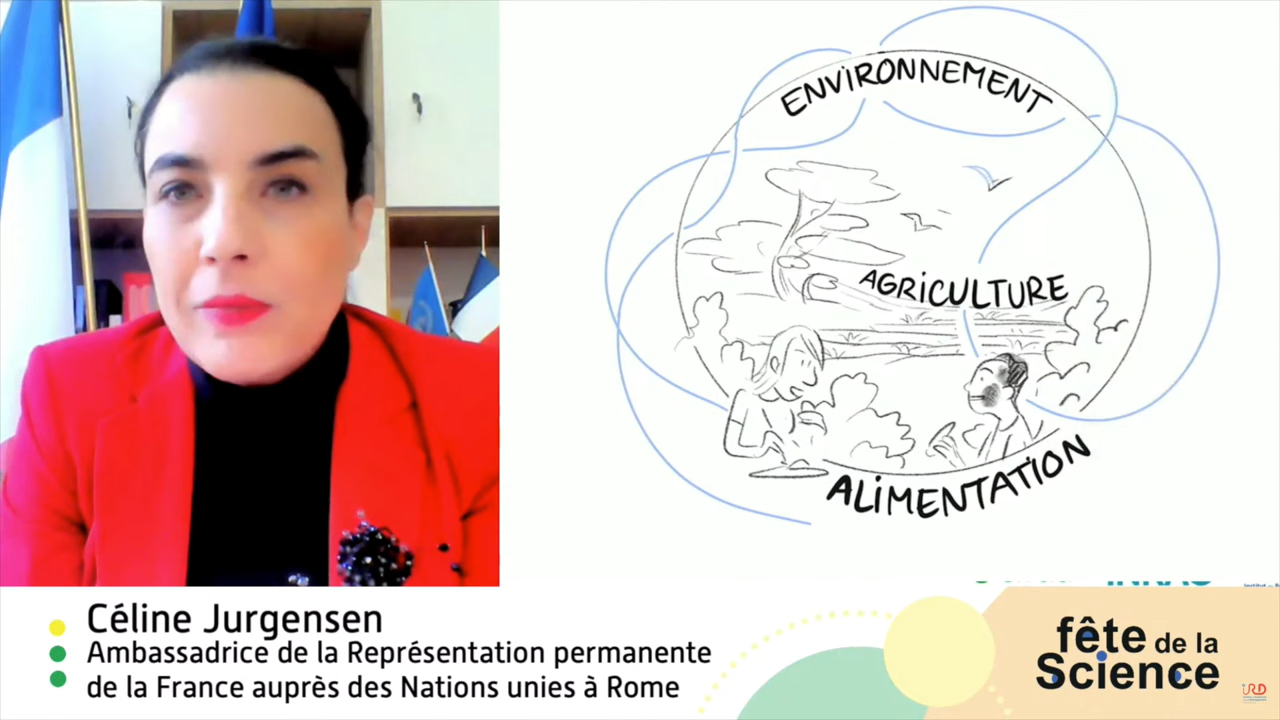 ENVIRONNEMENT
AGRICULTURE
ALIMENTATION
Céline Jurgensen
Ambassadrice de la Représentation permanente
de la France auprès des Nations unies à Rome
fête de la
Science
IRD